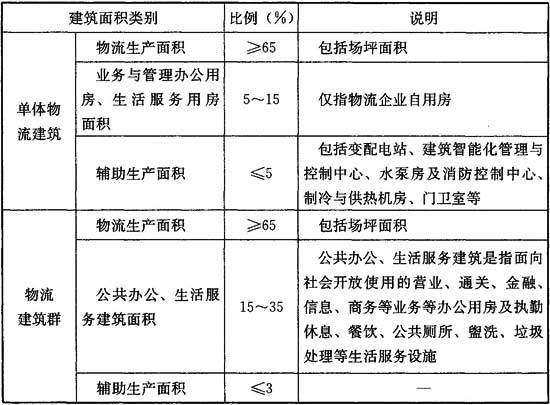 建筑面积类别 比例（%） 说明
单体物流建筑
物流生产面积 ≥65 包括场坪面积
业务与管理办公用
房、生活服务用房
面积
5～15 仅指物流企业自用房
辅助生产面积 ≤5
包括变配电站、建筑智能化管理与
控制中心、水泵房及消防控制中心、
制冷与供热机房、门卫室等
物流
建筑群
物流生产面积 ≥65 包括场坪面积
公共办公、生活服
务建筑面积
15～35
公共办公、生活服务建筑是指面向
社会开放使用的营业、通关、金融、
信息、商务等业务等办公用房及执勤
休息、餐饮、公共厕所、盥洗、垃圾
处理等生活服务设施
辅助生产面积 ≤3 —